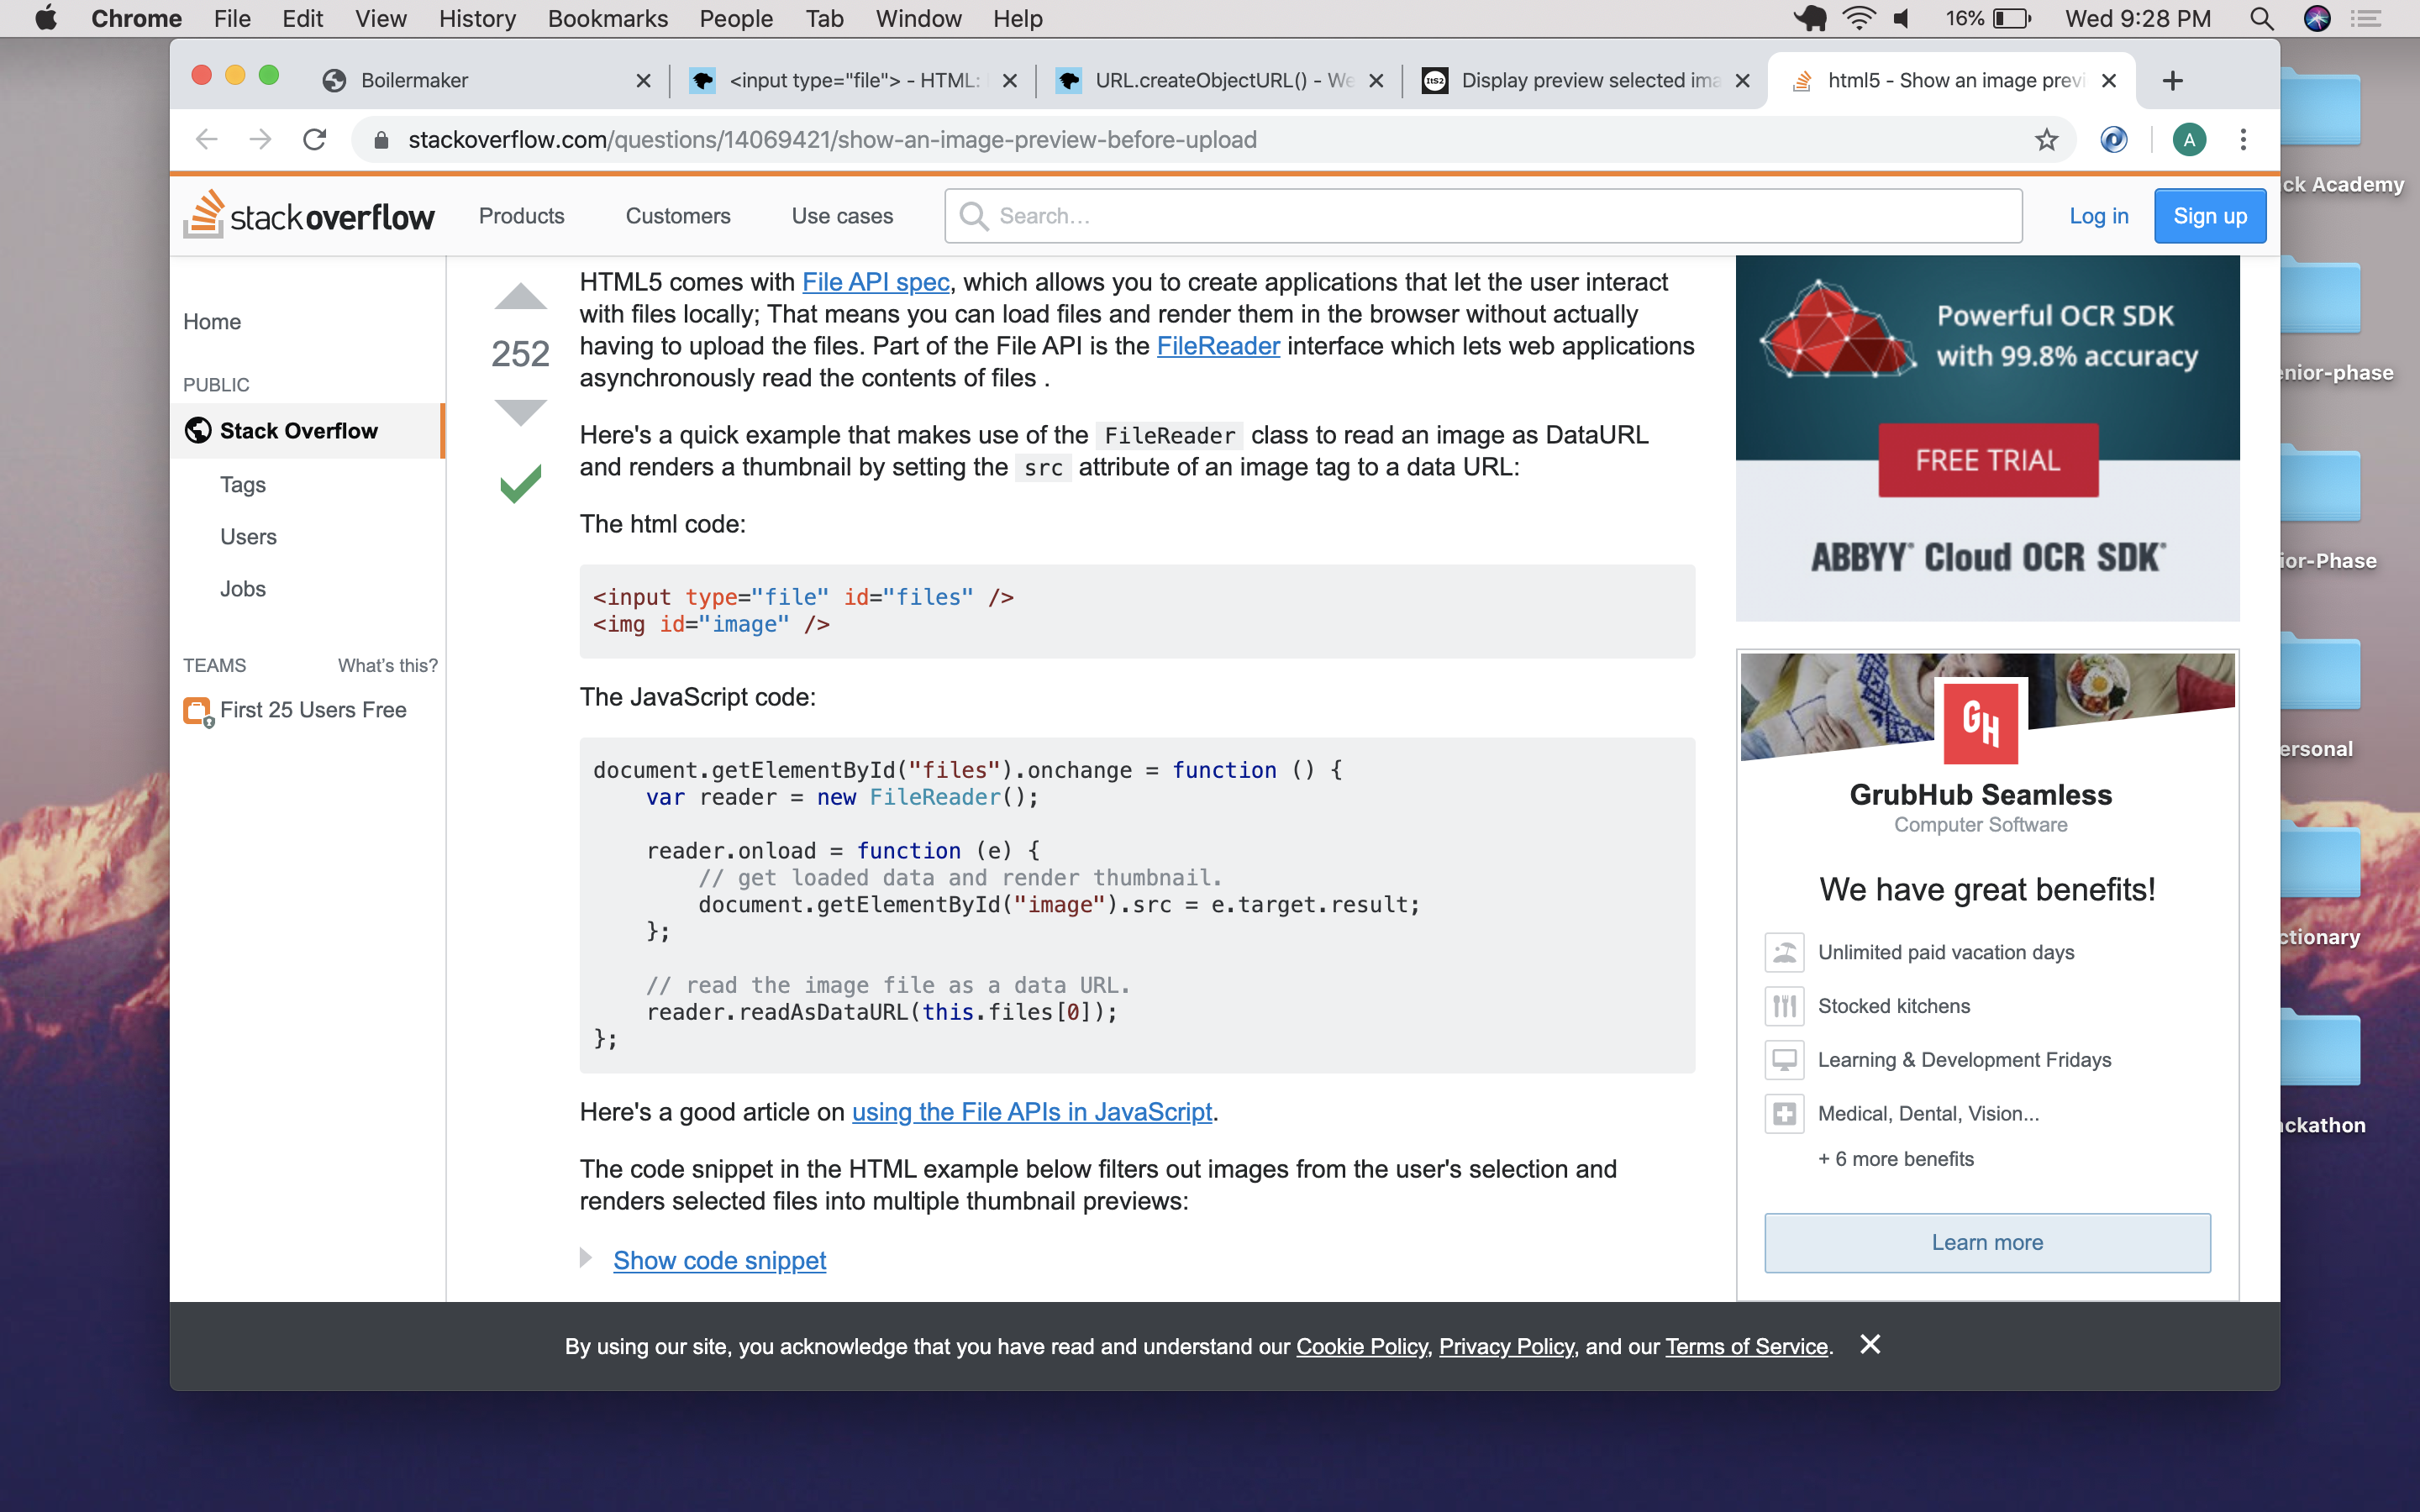 Chrome File Edit View History Bookmarks People Tab Window Help 16% Wed 9:28 PM
Boilermaker <input type="file"> - HTML: URL.createObjectURL() - We Display preview selected ima html5 - Show an image previ
stackoverflow.com/questions/14069421/show-an-image-preview-before-upload A
stackoverflow Products Customers Use cases Search... Log in Sign up
Home
PUBLIC
Stack Overflow
Tags
Users
Jobs
TEAMS What's this?
First 25 Users Free
252
HTML5 comes with File API spec, which allows you to create applications that let the user interact
with files locally; That means you can load files and render them in the browser without actually
having to upload the files. Part of the File API is the FileReader interface which lets web applications
asynchronously read the contents of files .
Here's a quick example that makes use of the FileReader class to read an image as DataURL
and renders a thumbnail by setting the src attribute of an image tag to a data URL:
The html code:
<input type="file" id="files" />
<img id="image" />
The JavaScript code:
document.getElementById("files").onchange = function () {
    var reader = new FileReader();
    reader.onload = function (e) {
        // get loaded data and render thumbnail.
        document.getElementById("image").src = e.target.result;
    };
    // read the image file as a data URL.
    reader.readAsDataURL(this.files[0]);
};
Here's a good article on using the File APIs in JavaScript.
The code snippet in the HTML example below filters out images from the user's selection and
renders selected files into multiple thumbnail previews:
Show code snippet
Powerful OCR SDK
with 99.8% accuracy
FREE TRIAL
ABBYY® Cloud OCR SDK®
GH
GrubHub Seamless
Computer Software
We have great benefits!
Unlimited paid vacation days
Stocked kitchens
Learning & Development Fridays
Medical, Dental, Vision...
+ 6 more benefits
Learn more
By using our site, you acknowledge that you have read and understand our Cookie Policy, Privacy Policy, and our Terms of Service.
ck Academy
nior-phase
ior-Phase
ersonal
ctionary
ckathon